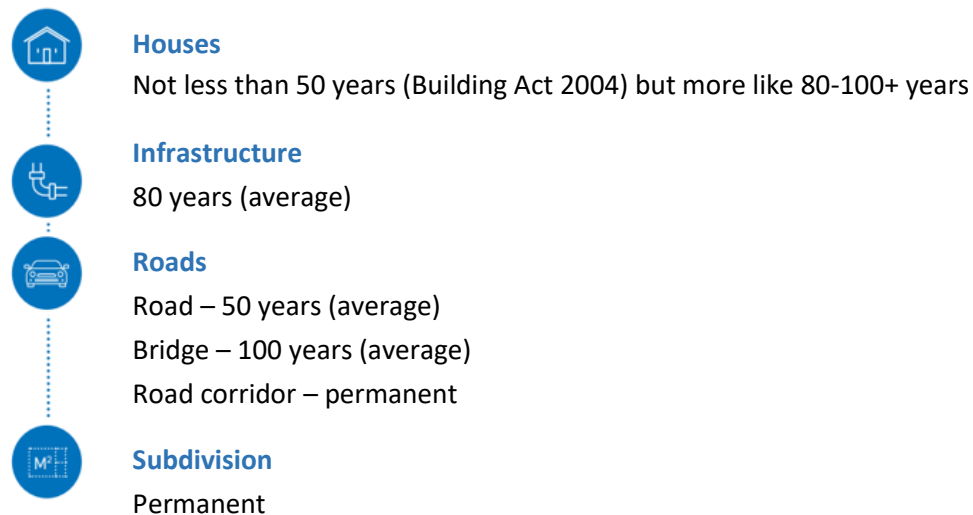 Houses
Not less than 50 years (Building Act 2004) but more like 80-100+ years
Infrastructure
80 years (average)
Roads
Road – 50 years (average)
Bridge – 100 years (average)
Road corridor – permanent
M²
Subdivision
Permanent